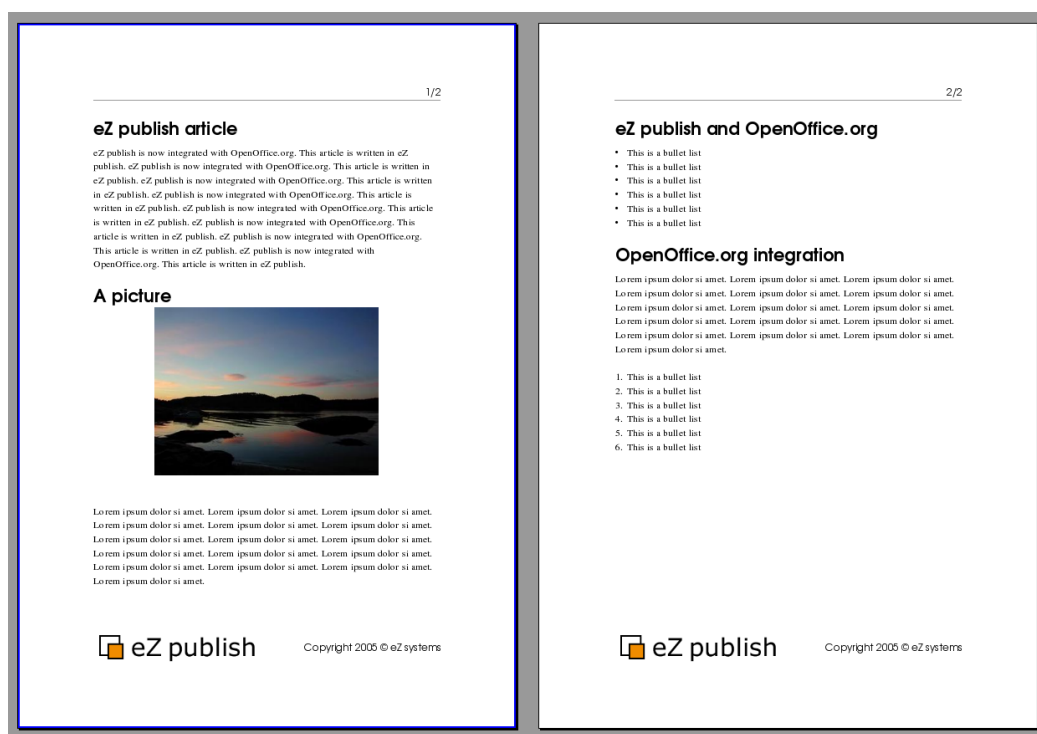 1/2
eZ publish article
eZ publish is now integrated with OpenOffice.org. This article is written in eZ
publish. eZ publish is now integrated with OpenOffice.org. This article is written in
eZ publish. eZ publish is now integrated with OpenOffice.org. This article is written
in eZ publish. eZ publish is now integrated with OpenOffice.org. This article is
written in eZ publish. eZ publish is now integrated with OpenOffice.org. This article
is written in eZ publish. eZ publish is now integrated with OpenOffice.org. This
article is written in eZ publish. eZ publish is now integrated with OpenOffice.org.
This article is written in eZ publish. eZ publish is now integrated with
OpenOffice.org. This article is written in eZ publish.
A picture
Lorem ipsum dolor si amet. Lorem ipsum dolor si amet. Lorem ipsum dolor si amet.
Lorem ipsum dolor si amet. Lorem ipsum dolor si amet. Lorem ipsum dolor si amet.
Lorem ipsum dolor si amet. Lorem ipsum dolor si amet. Lorem ipsum dolor si amet.
Lorem ipsum dolor si amet. Lorem ipsum dolor si amet. Lorem ipsum dolor si amet.
Lorem ipsum dolor si amet. Lorem ipsum dolor si amet. Lorem ipsum dolor si amet.
Lorem ipsum dolor si amet.
eZ publish
Copyright 2005 © eZ systems
2/2
eZ publish and OpenOffice.org
• This is a bullet list
• This is a bullet list
• This is a bullet list
• This is a bullet list
• This is a bullet list
• This is a bullet list
OpenOffice.org integration
Lorem ipsum dolor si amet. Lorem ipsum dolor si amet. Lorem ipsum dolor si amet.
Lorem ipsum dolor si amet. Lorem ipsum dolor si amet. Lorem ipsum dolor si amet.
Lorem ipsum dolor si amet. Lorem ipsum dolor si amet. Lorem ipsum dolor si amet.
Lorem ipsum dolor si amet. Lorem ipsum dolor si amet. Lorem ipsum dolor si amet.
Lorem ipsum dolor si amet. Lorem ipsum dolor si amet. Lorem ipsum dolor si amet.
Lorem ipsum dolor si amet.
1. This is a bullet list
2. This is a bullet list
3. This is a bullet list
4. This is a bullet list
5. This is a bullet list
6. This is a bullet list
eZ publish
Copyright 2005 © eZ systems